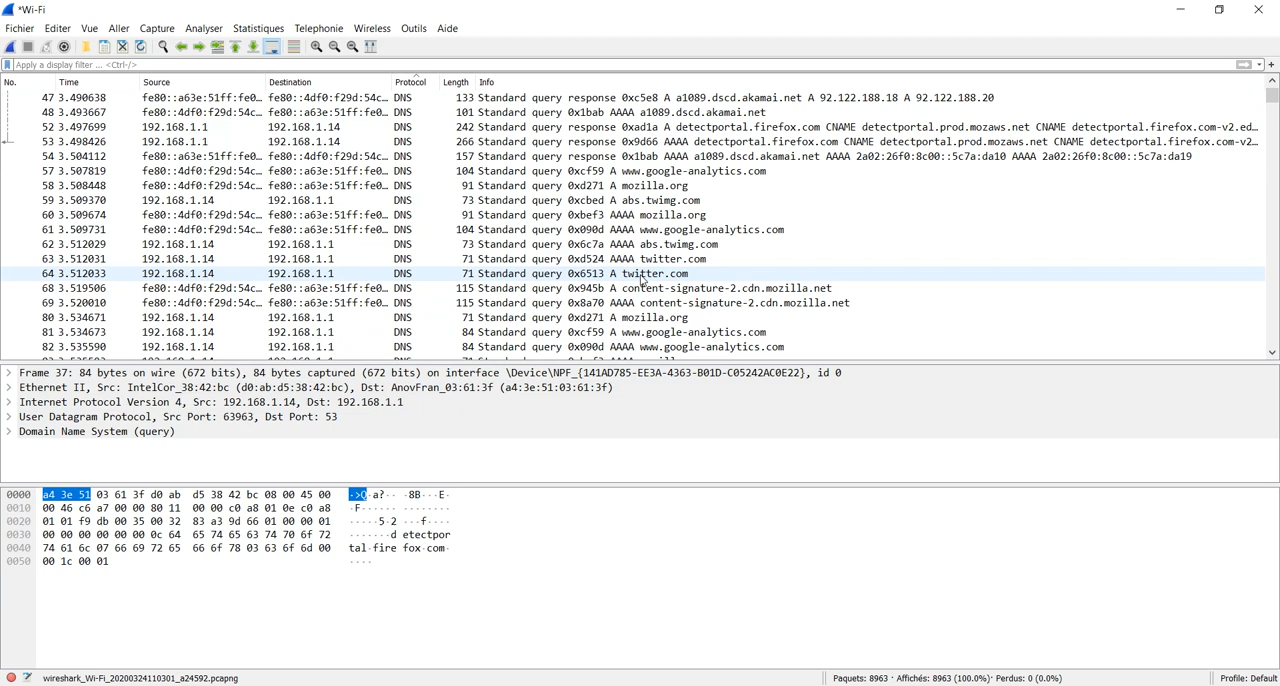 *Wi-Fi
Fichier Editer Vue Aller Capture Analyser Statistiques Telephonie Wireless Outils Aide
Apply a display filter ... <Ctrl-/>
No. Time Source Destination Protocol Length Info
47 3.490638 fe80::a63e:51ff:fe0… fe80::4df0:f29d:54c… DNS 133 Standard query response 0xc5e8 A a1089.dscd.akamai.net A 92.122.188.18 A 92.122.188.20
48 3.493667 fe80::4df0:f29d:54c… fe80::a63e:51ff:fe0… DNS 101 Standard query 0x1bab AAAA a1089.dscd.akamai.net
52 3.497699 192.168.1.1 192.168.1.14 DNS 242 Standard query response 0xad1a A detectportal.firefox.com CNAME detectportal.prod.mozaws.net CNAME detectportal.firefox.com-v2.ed…
53 3.498426 192.168.1.1 192.168.1.14 DNS 266 Standard query response 0x9d66 AAAA detectportal.firefox.com CNAME detectportal.prod.mozaws.net CNAME detectportal.firefox.com-v2…
54 3.504112 fe80::a63e:51ff:fe0… fe80::4df0:f29d:54c… DNS 157 Standard query response 0x1bab AAAA a1089.dscd.akamai.net AAAA 2a02:26f0:8c00::5c7a:da10 AAAA 2a02:26f0:8c00::5c7a:da19
57 3.507819 fe80::4df0:f29d:54c… fe80::a63e:51ff:fe0… DNS 104 Standard query 0xcf59 A www.google-analytics.com
58 3.508448 fe80::4df0:f29d:54c… fe80::a63e:51ff:fe0… DNS 91 Standard query 0xd271 A mozilla.org
59 3.509370 192.168.1.14 192.168.1.1 DNS 73 Standard query 0xcbed A abs.twimg.com
60 3.509674 fe80::4df0:f29d:54c… fe80::a63e:51ff:fe0… DNS 91 Standard query 0xbef3 AAAA mozilla.org
61 3.509731 fe80::4df0:f29d:54c… fe80::a63e:51ff:fe0… DNS 104 Standard query 0x090d AAAA www.google-analytics.com
62 3.512029 192.168.1.14 192.168.1.1 DNS 73 Standard query 0x6c7a AAAA abs.twimg.com
63 3.512031 192.168.1.14 192.168.1.1 DNS 71 Standard query 0xd524 AAAA twitter.com
64 3.512033 192.168.1.14 192.168.1.1 DNS 71 Standard query 0x6513 A twitter.com
68 3.519506 fe80::4df0:f29d:54c… fe80::a63e:51ff:fe0… DNS 115 Standard query 0x945b A content-signature-2.cdn.mozilla.net
69 3.520010 fe80::4df0:f29d:54c… fe80::a63e:51ff:fe0… DNS 115 Standard query 0x8a70 AAAA content-signature-2.cdn.mozilla.net
80 3.534671 192.168.1.14 192.168.1.1 DNS 71 Standard query 0xd271 A mozilla.org
81 3.534673 192.168.1.14 192.168.1.1 DNS 84 Standard query 0xcf59 A www.google-analytics.com
82 3.535590 192.168.1.14 192.168.1.1 DNS 84 Standard query 0x090d AAAA www.google-analytics.com
Frame 37: 84 bytes on wire (672 bits), 84 bytes captured (672 bits) on interface \Device\NPF_{141AD785-EE3A-4363-B01D-C05242AC0E22}, id 0
Ethernet II, Src: IntelCor_38:42:bc (d0:ab:d5:38:42:bc), Dst: AnovFran_03:61:3f (a4:3e:51:03:61:3f)
Internet Protocol Version 4, Src: 192.168.1.14, Dst: 192.168.1.1
User Datagram Protocol, Src Port: 63963, Dst Port: 53
Domain Name System (query)
0000 a4 3e 51 03 61 3f d0 ab d5 38 42 bc 08 00 45 00 ·>Q·a?·· ·8B···E·
0010 00 46 c6 a7 00 00 80 11 00 00 c0 a8 01 0e c0 a8 ·F······ ········
0020 01 01 f9 db 00 35 00 32 83 a3 9d 66 01 00 00 01 ·····5·2 ···f····
0030 00 00 00 00 00 00 0c 64 65 74 65 63 74 70 6f 72 ·······d etectpor
0040 74 61 6c 07 66 69 72 65 66 6f 78 03 63 6f 6d 00 tal·fire fox·com·
0050 00 1c 00 01 ····
wireshark_Wi-Fi_20200324110301_a24592.pcapng Paquets: 8963 · Affichés: 8963 (100.0%)· Perdus: 0 (0.0%) Profile: Default